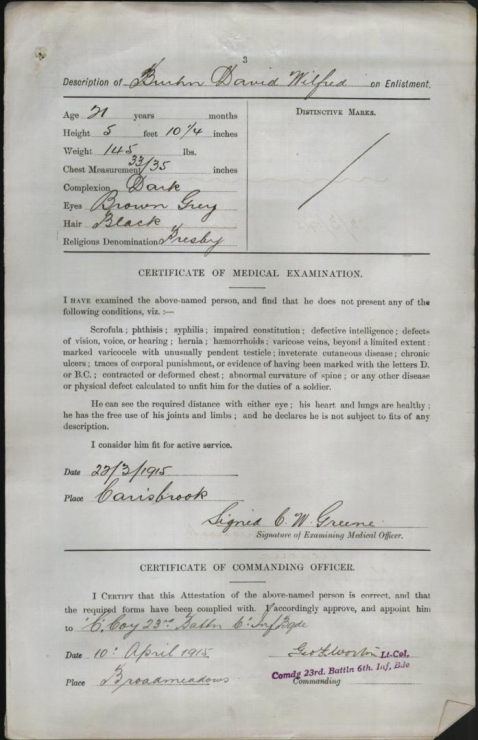 3
Description of David Wilfred on Enlistment.
Age 21 years months
Height 5 feet 10 1/4 inches
Weight 145 lbs.
Chest Measurement 33/35 inches
Complexion Dark
Eyes Brown Grey
Hair Black
Religious Denomination Presby
DISTINCTIVE MARKS.
CERTIFICATE OF MEDICAL EXAMINATION.
I HAVE examined the above-named person, and find that he does not present any of the
following conditions, viz. :—
Scrofula ; phthisis ; syphilis ; impaired constitution ; defective intelligence ; defects
of vision, voice, or hearing ; hernia ; hæmorrhoids ; varicose veins, beyond a limited extent ;
marked varicocele with unusually pendent testicle ; inveterate cutaneous disease ; chronic
ulcers ; traces of corporal punishment, or evidence of having been marked with the letters D.
or B.C. ; contracted or deformed chest ; abnormal curvature of spine ; or any other disease
or physical defect calculated to unfit him for the duties of a soldier.
He can see the required distance with either eye ; his heart and lungs are healthy ;
he has the free use of his joints and limbs ; and he declares he is not subject to fits of any
description.
I consider him fit for active service.
Date /3/1915
Place Carisbrook
Signed C. W. Greene
Signature of Examining Medical Officer.
CERTIFICATE OF COMMANDING OFFICER.
I CERTIFY that this Attestation of the above-named person is correct, and that
the required forms have been complied with. I accordingly approve, and appoint him
to "C" Coy 23rd Battn 6th Inf Bgde
Date 10: April 1915
Lt-Col,
Comdg 23rd. Battln 6th. Inf. Bde
Commanding
Place Broadmeadows